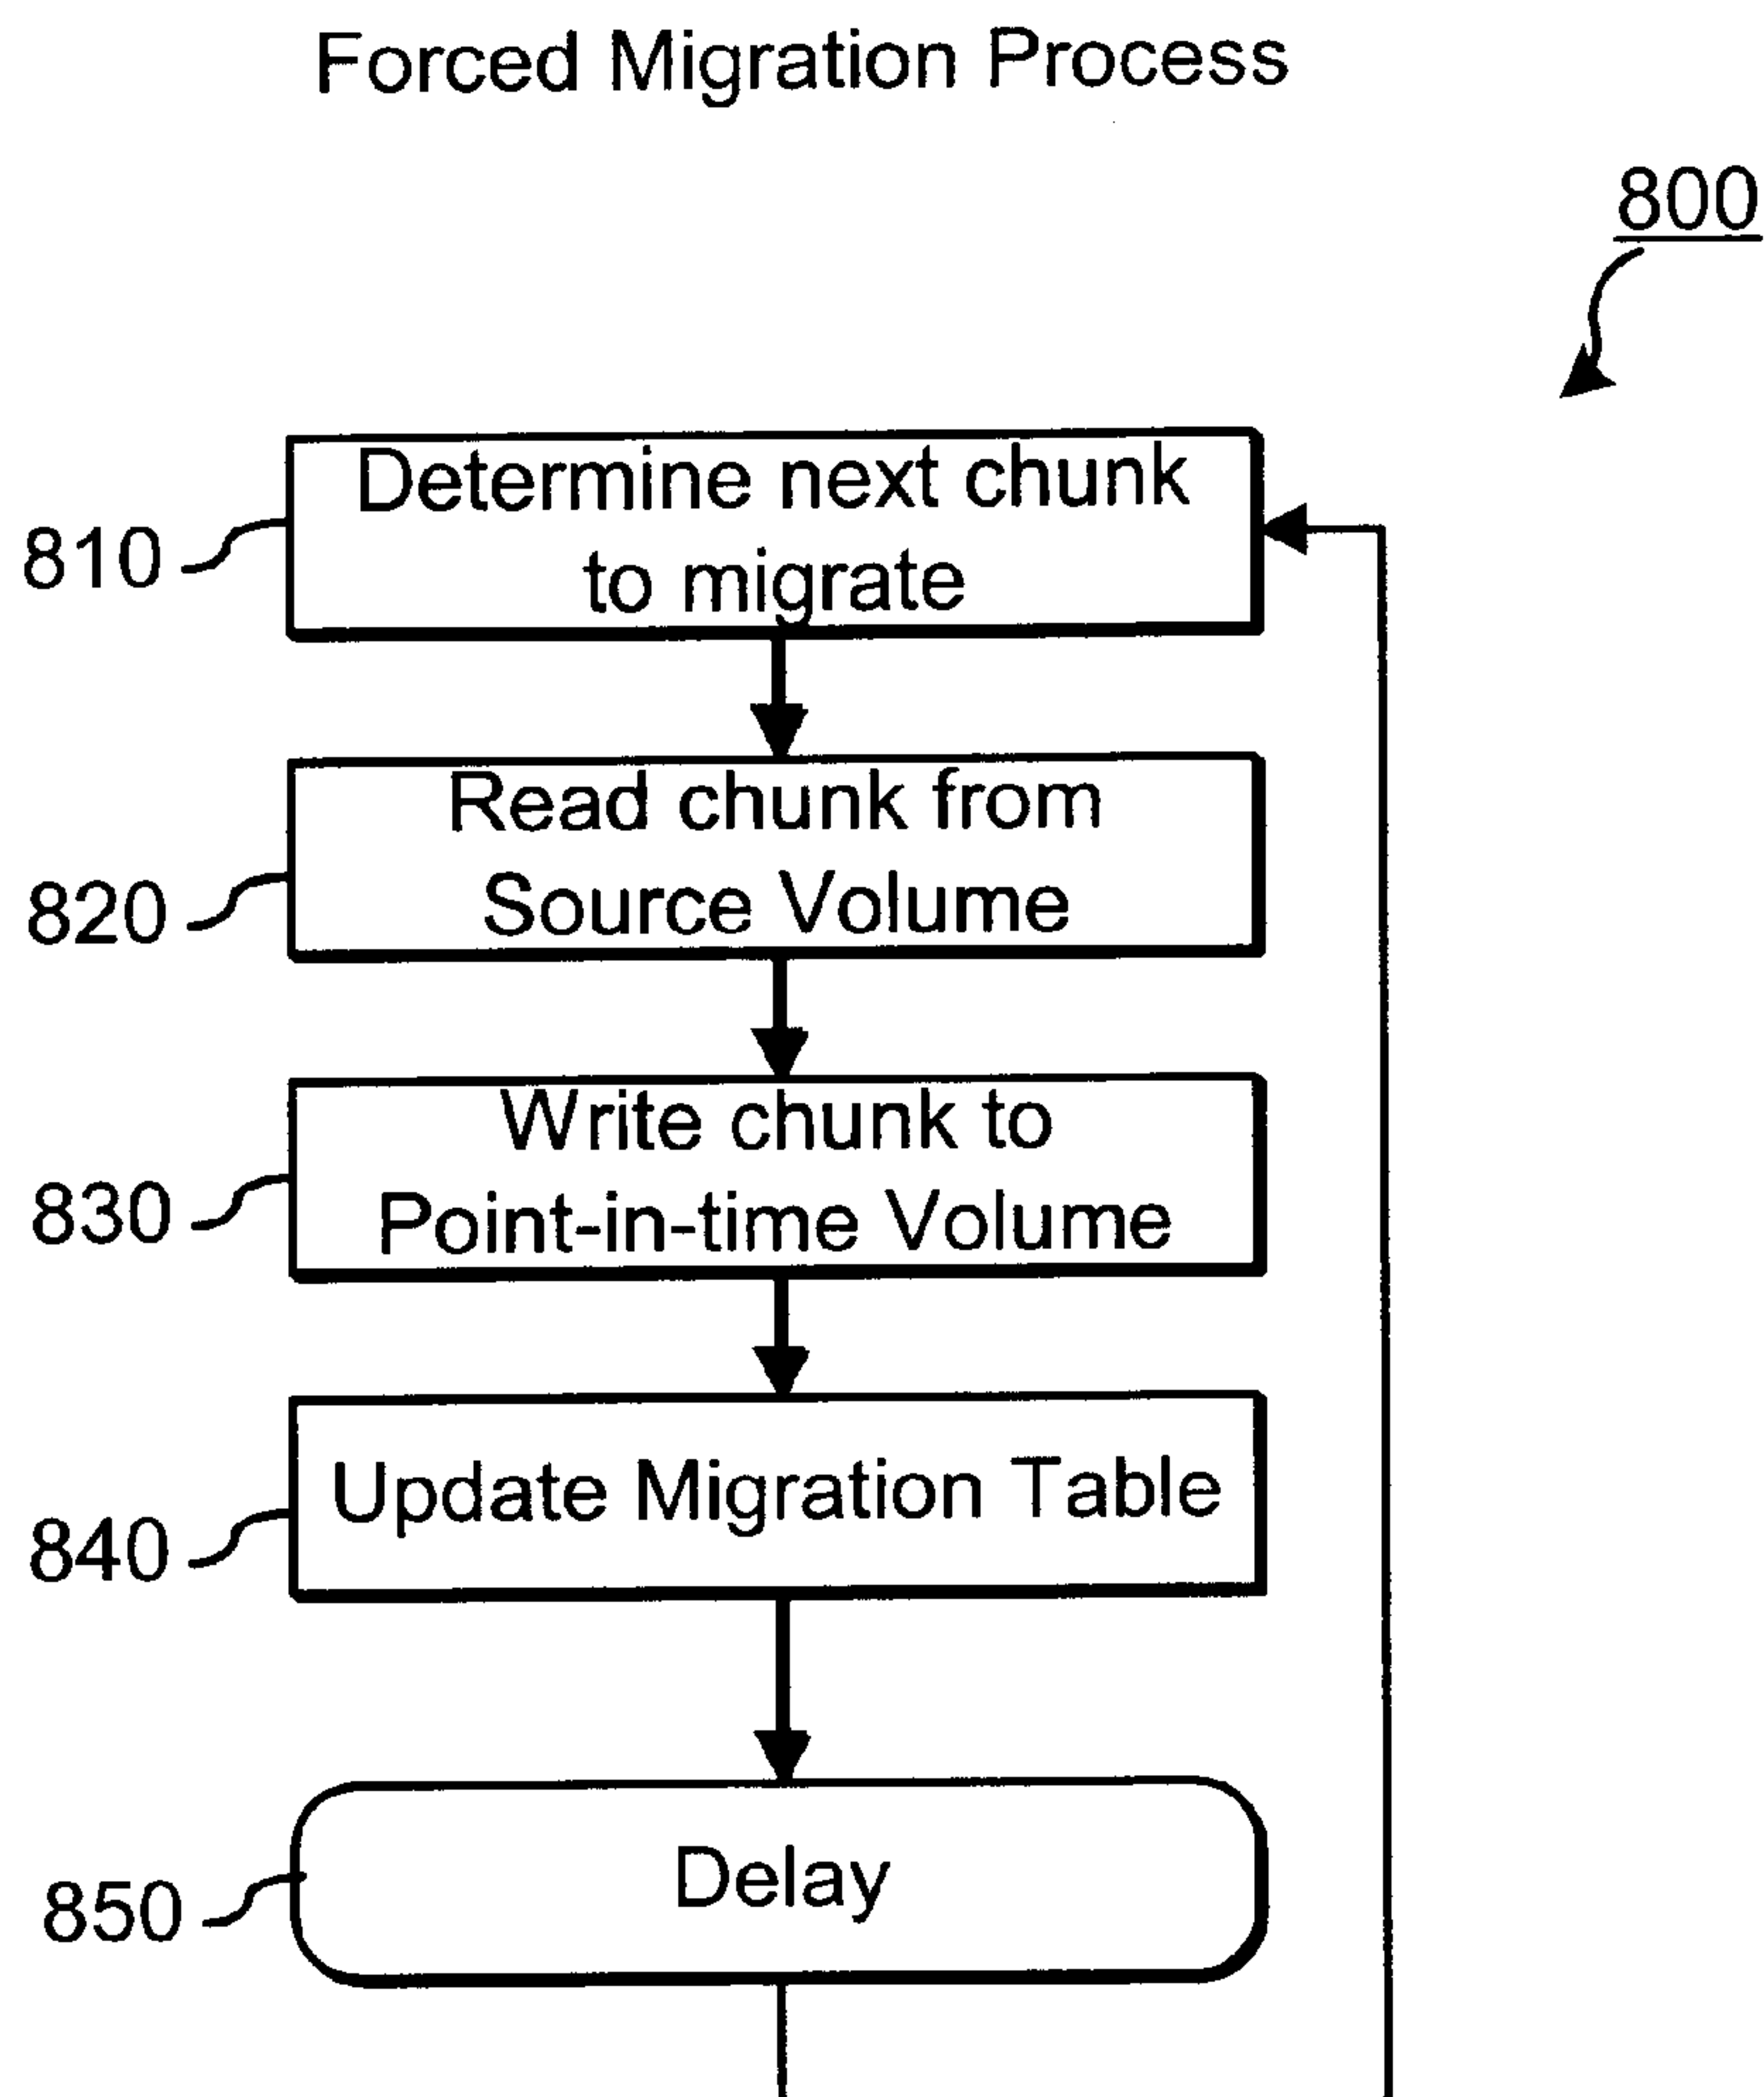 Forced Migration Process
800
Determine next chunk
to migrate
810
Read chunk from
Source Volume
820
Write chunk to
Point-in-time Volume
830
Update Migration Table
840
Delay
850